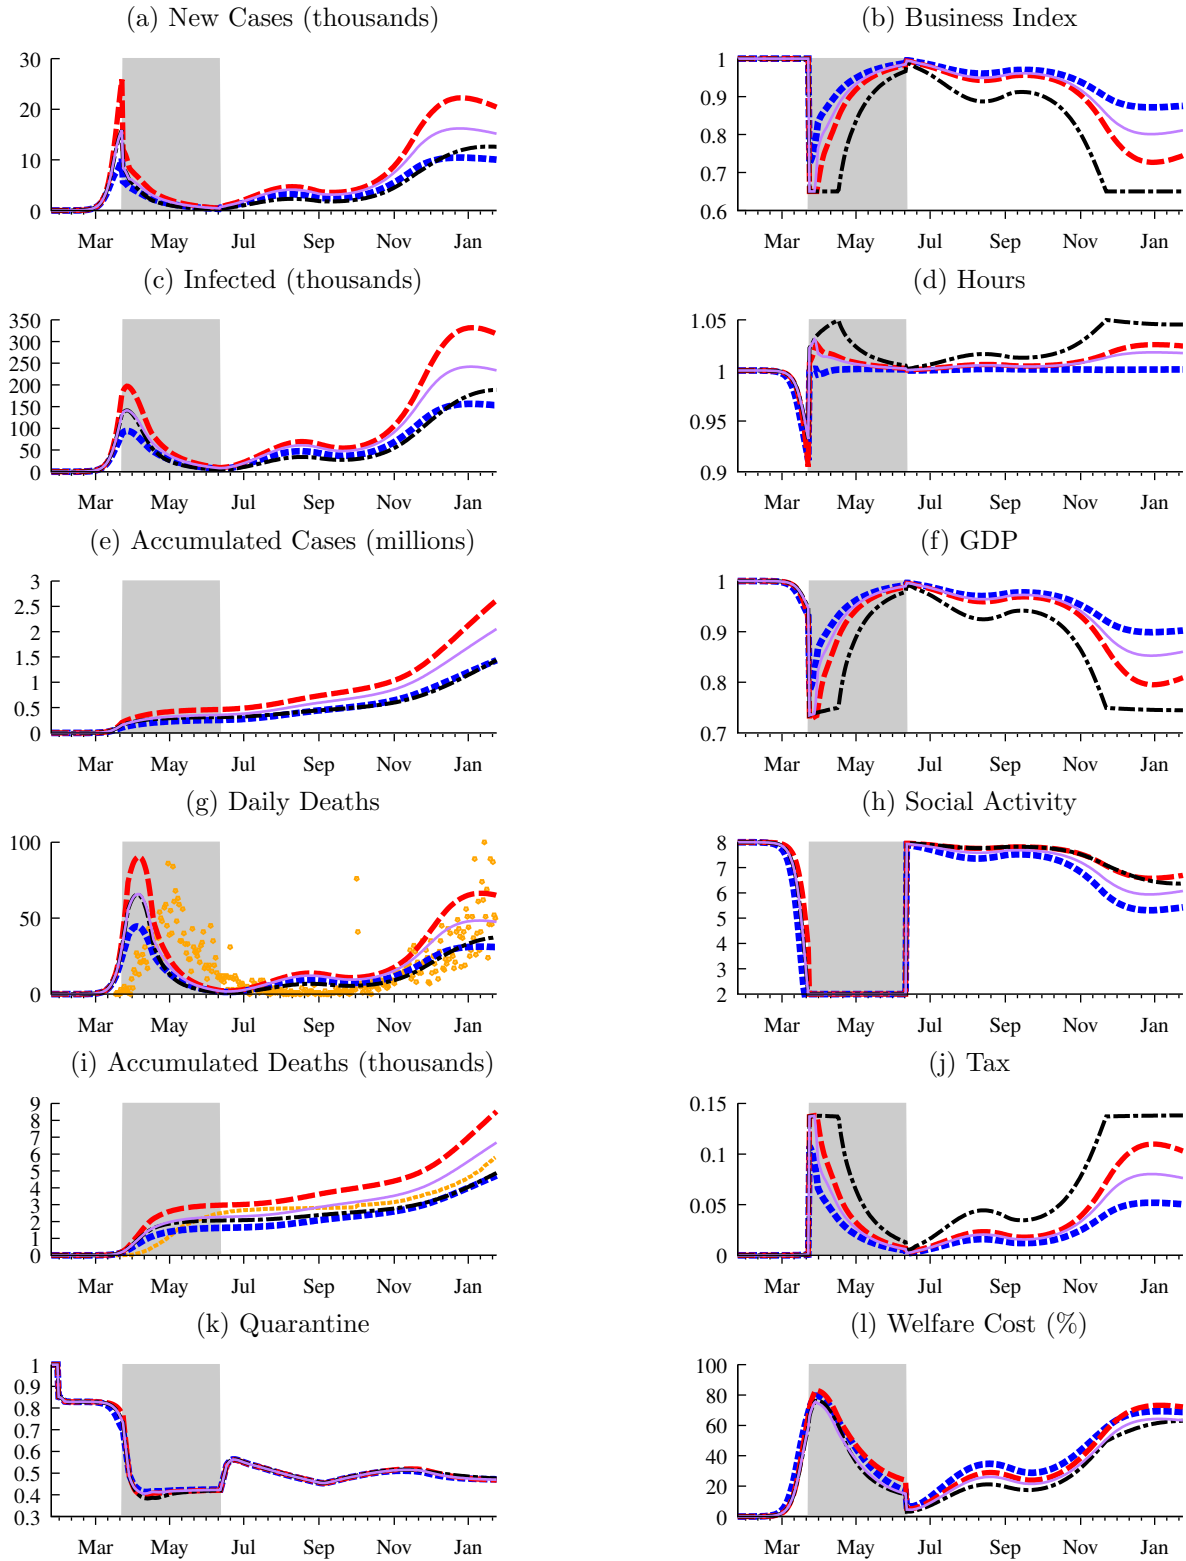 (a) New Cases (thousands)
30
20
10
0
Mar May Jul Sep Nov Jan
(b) Business Index
1
0.9
0.8
0.7
0.6
Mar May Jul Sep Nov Jan
(c) Infected (thousands)
350
300
250
200
150
100
50
0
Mar May Jul Sep Nov Jan
(d) Hours
1.05
1
0.95
0.9
Mar May Jul Sep Nov Jan
(e) Accumulated Cases (millions)
3
2.5
2
1.5
1
0.5
0
Mar May Jul Sep Nov Jan
(f) GDP
1
0.9
0.8
0.7
Mar May Jul Sep Nov Jan
(g) Daily Deaths
100
50
0
Mar May Jul Sep Nov Jan
(h) Social Activity
8
7
6
5
4
3
2
Mar May Jul Sep Nov Jan
(i) Accumulated Deaths (thousands)
9
8
7
6
5
4
3
2
1
0
Mar May Jul Sep Nov Jan
(j) Tax
0.15
0.1
0.05
0
Mar May Jul Sep Nov Jan
(k) Quarantine
1
0.9
0.8
0.7
0.6
0.5
0.4
0.3
Mar May Jul Sep Nov Jan
(l) Welfare Cost (%)
100
80
60
40
20
0
Mar May Jul Sep Nov Jan